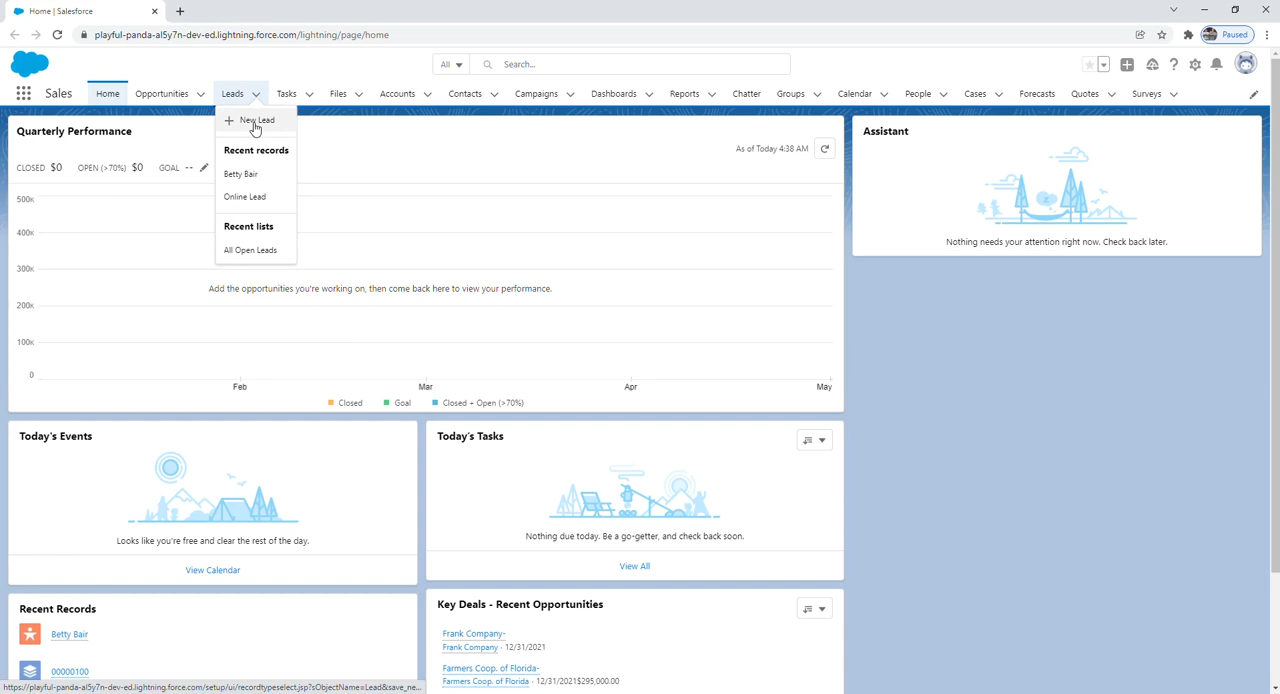 Home | Salesforce
playful-panda-al5y7n-dev-ed.lightning.force.com/lightning/page/home
Paused
All
Search...
Sales
Home
Opportunities
Leads
Tasks
Files
Accounts
Contacts
Campaigns
Dashboards
Reports
Chatter
Groups
Calendar
People
Cases
Forecasts
Quotes
Surveys
New Lead
Recent records
Betty Bair
Online Lead
Recent lists
All Open Leads
Quarterly Performance
CLOSED $0 OPEN (>70%) $0 GOAL --
As of Today 4:38 AM
500K
400K
300K
200K
100K
0
Add the opportunities you're working on, then come back here to view your performance.
Feb
Mar
Apr
May
Closed
Goal
Closed + Open (>70%)
Assistant
Nothing needs your attention right now. Check back later.
Today's Events
Looks like you're free and clear the rest of the day.
View Calendar
Today's Tasks
Nothing due today. Be a go-getter, and check back soon.
View All
Recent Records
Betty Bair
00000100
Key Deals - Recent Opportunities
Frank Company-
Frank Company · 12/31/2021
Farmers Coop. of Florida-
Farmers Coop. of Florida · 12/31/2021$295,000.00
https://playful-panda-al5y7n-dev-ed.lightning.force.com/setup/ui/recordtypeselect.jsp?sObjectName=Lead&save_ne...